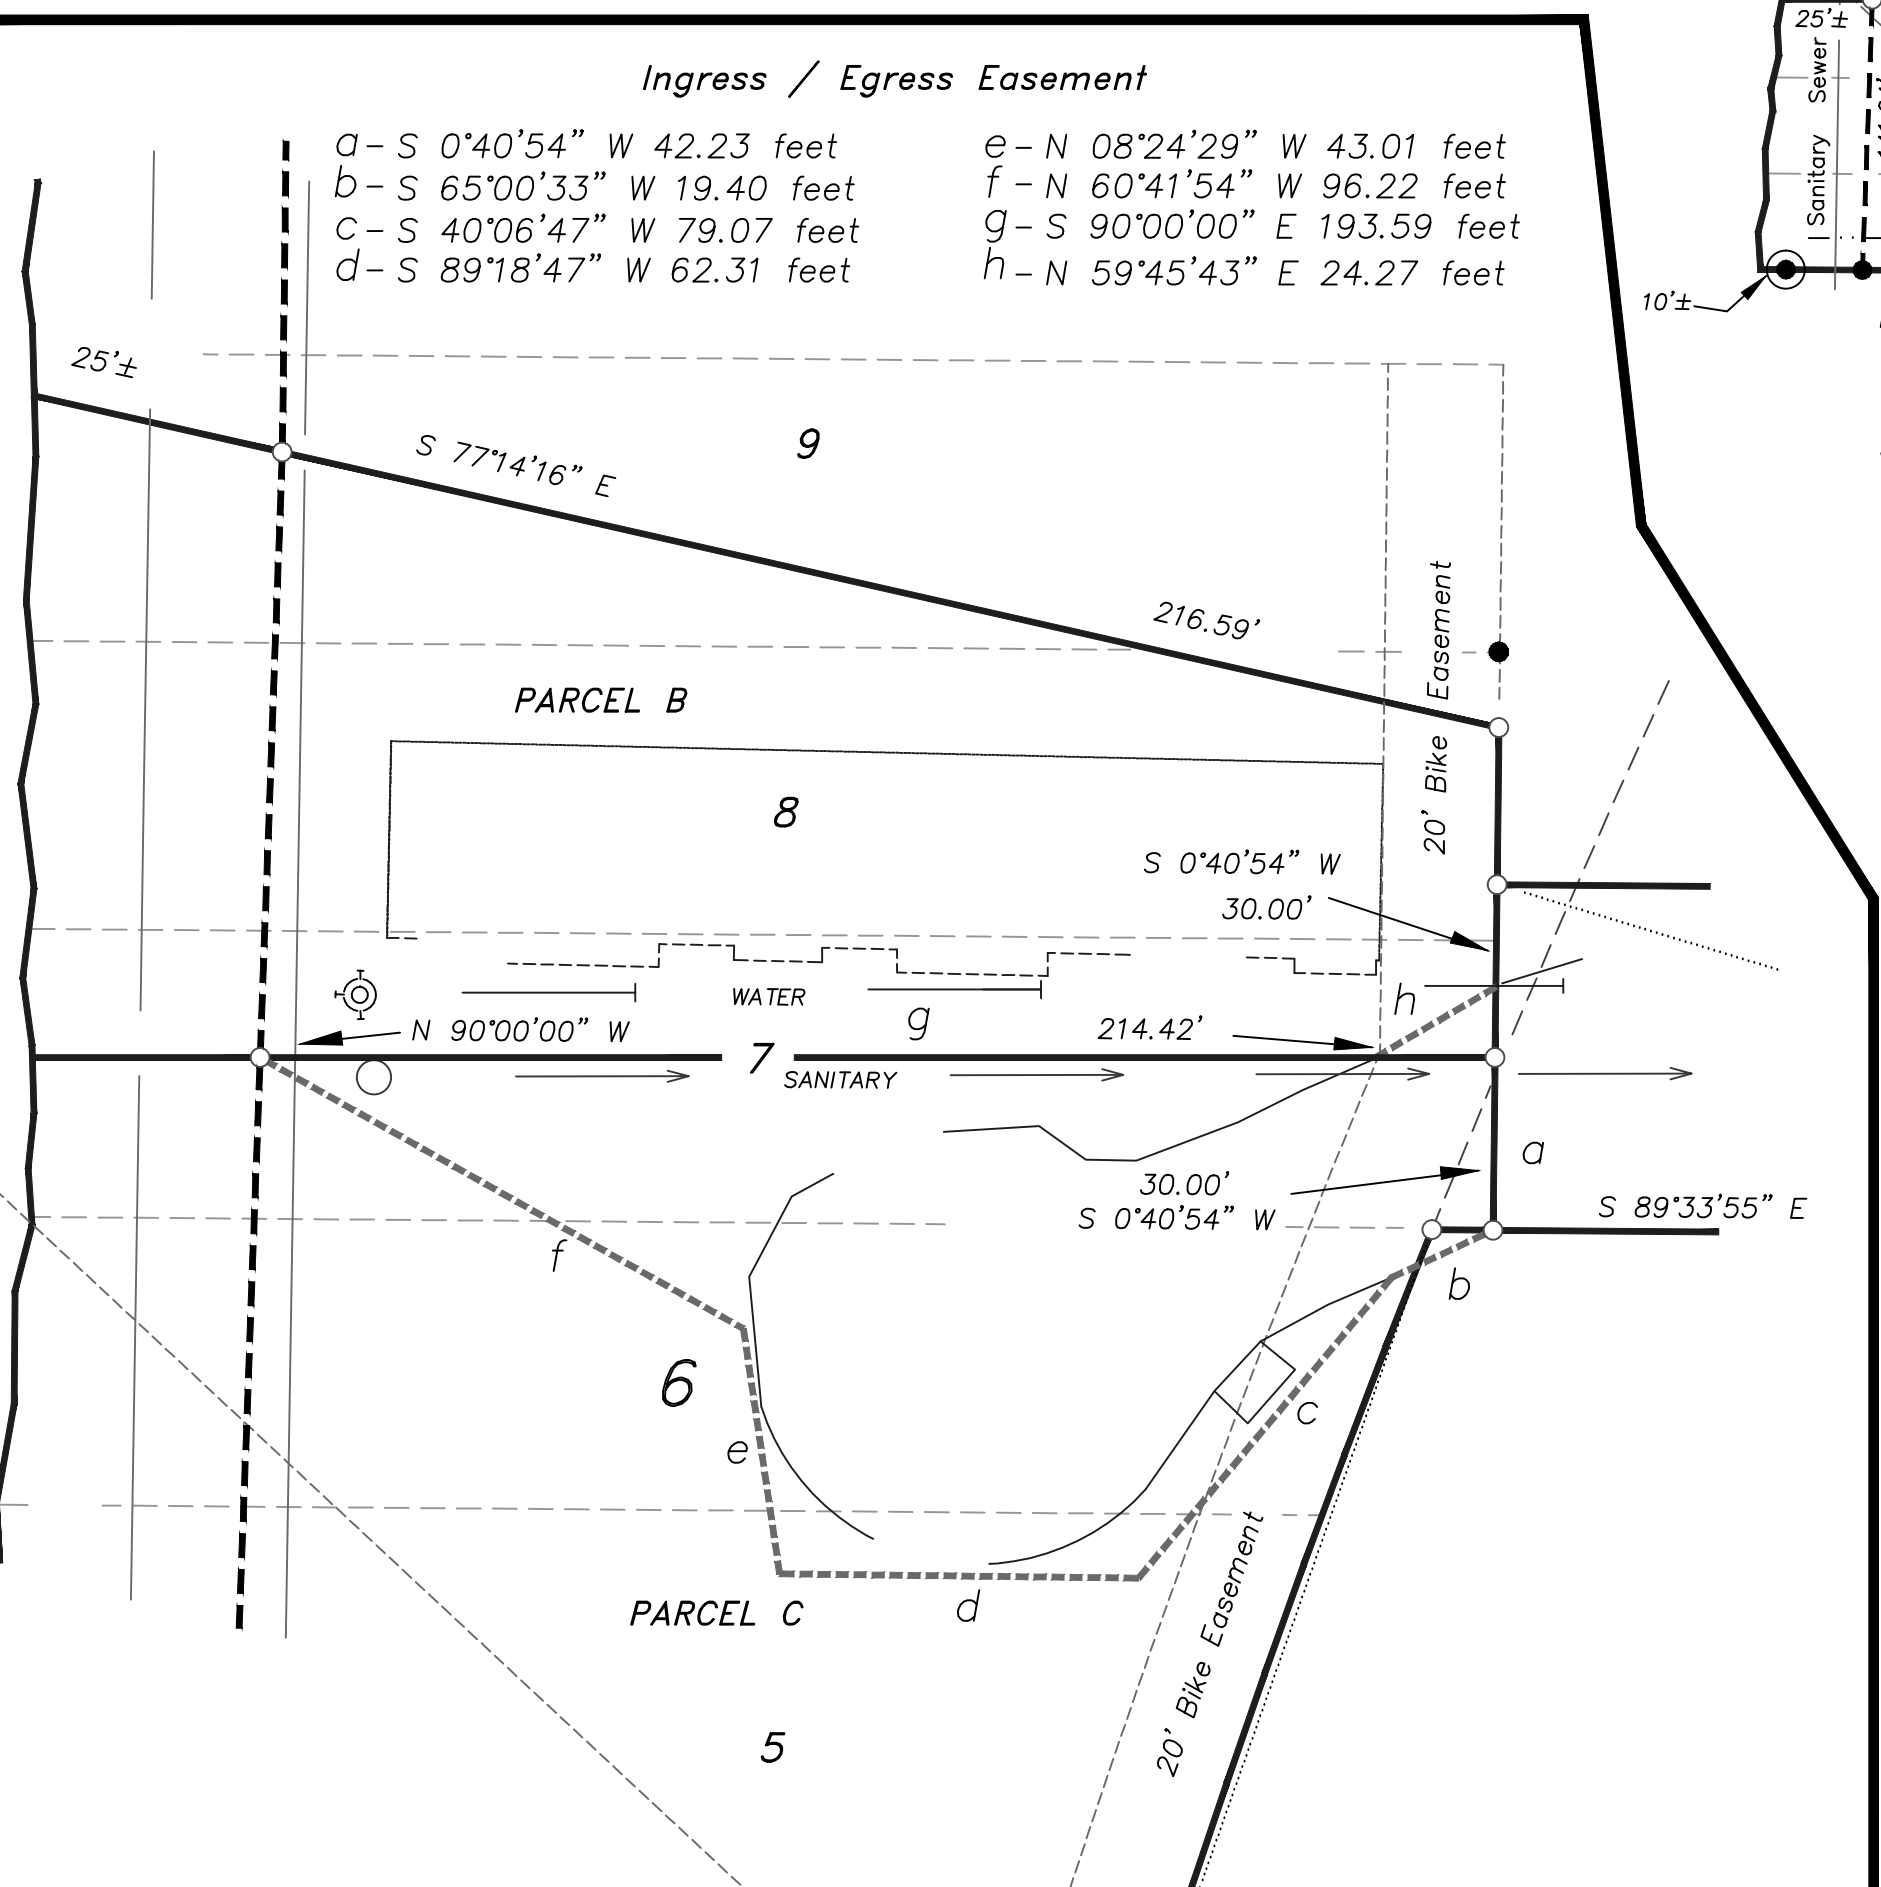 Ingress / Egress Easement
a – S 0°40'54" W 42.23 feet
b – S 65°00'33" W 19.40 feet
c – S 40°06'47" W 79.07 feet
d – S 89°18'47" W 62.31 feet
e – N 08°24'29" W 43.01 feet
f – N 60°41'54" W 96.22 feet
g – S 90°00'00" E 193.59 feet
h – N 59°45'43" E 24.27 feet
25'±
Sanitary Sewer
10'±
25'±
S 77°14'16" E
9
216.59'
20' Bike Easement
PARCEL B
8
S 0°40'54" W
30.00'
WATER
g
h
N 90°00'00" W
214.42'
7
SANITARY
a
30.00'
S 0°40'54" W
S 89°33'55" E
f
b
6
c
e
d
PARCEL C
20' Bike Easement
5